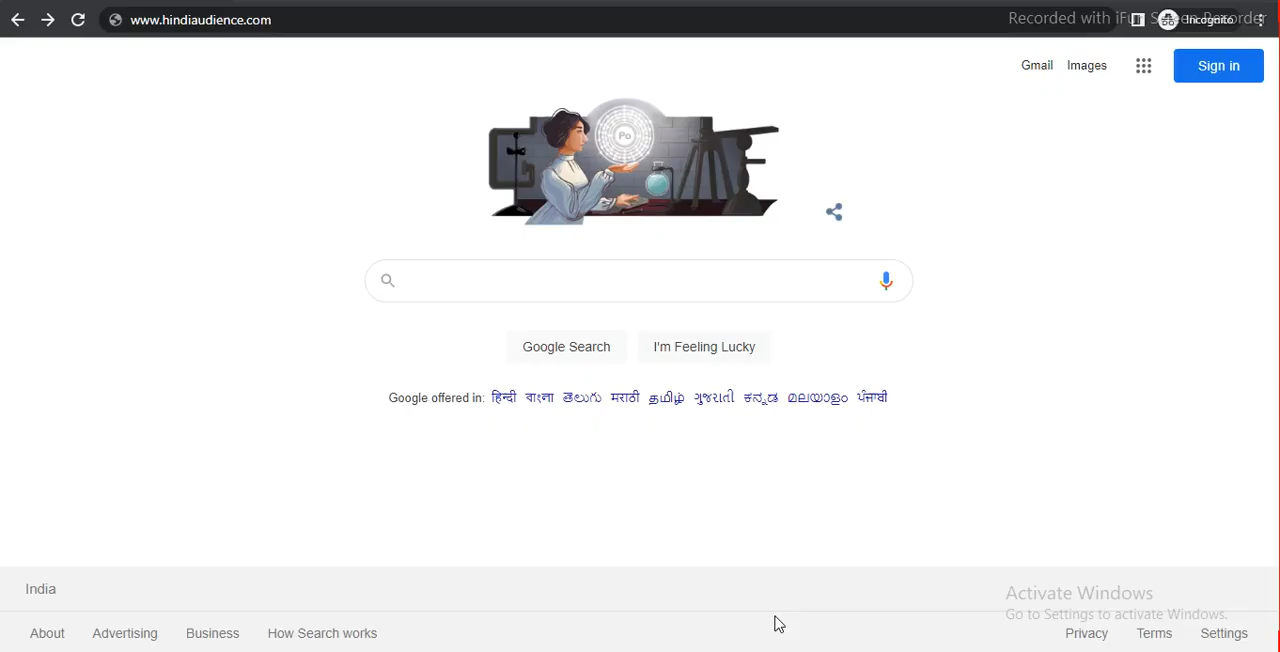 www.hindiaudience.com
Recorded with iFun Screen Recorder
Incognito
Gmail Images
Sign in
Po
Google Search I'm Feeling Lucky
Google offered in: हिन्दी বাংলা తెలుగు मराठी தமிழ் ગુજરાતી ಕನ್ನಡ മലയാളം ਪੰਜਾਬੀ
India
Activate Windows
Go to Settings to activate Windows.
About Advertising Business How Search works Privacy Terms Settings